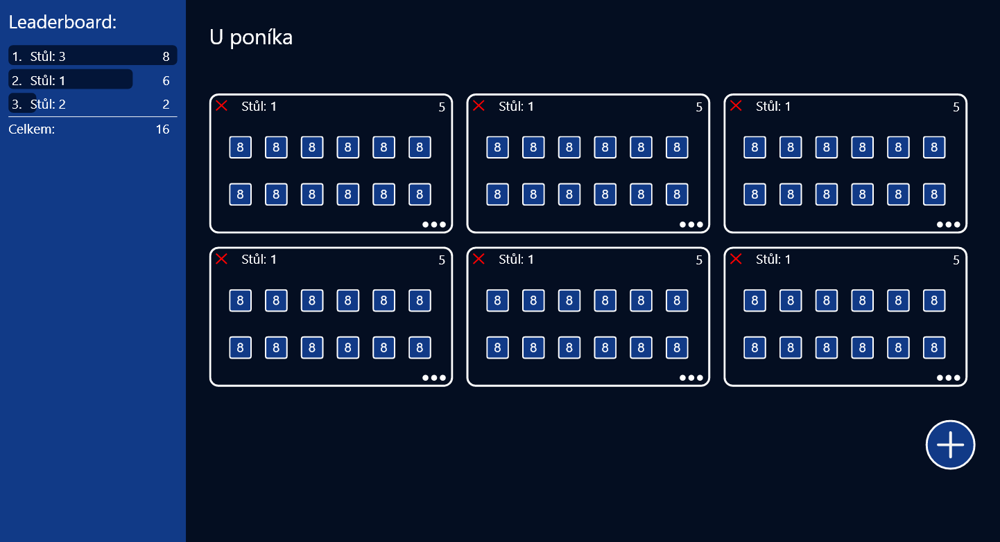 Leaderboard:
1. Stůl: 3 8
2. Stůl: 1 6
3. Stůl: 2 2
Celkem: 16
U poníka
Stůl: 1 5
8 8 8 8 8 8
8 8 8 8 8 8
Stůl: 1 5
8 8 8 8 8 8
8 8 8 8 8 8
Stůl: 1 5
8 8 8 8 8 8
8 8 8 8 8 8
Stůl: 1 5
8 8 8 8 8 8
8 8 8 8 8 8
Stůl: 1 5
8 8 8 8 8 8
8 8 8 8 8 8
Stůl: 1 5
8 8 8 8 8 8
8 8 8 8 8 8